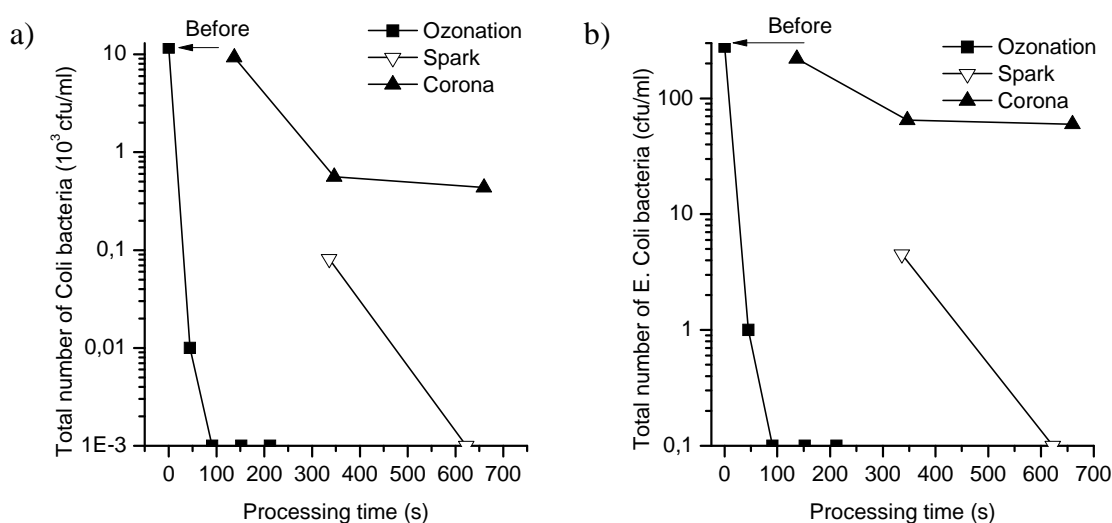 a)
Before
Ozonation
Spark
Corona
Total number of Coli bacteria (10³ cfu/ml)
10
1
0,1
0,01
1E-3
0 100 200 300 400 500 600 700
Processing time (s)
b)
Before
Ozonation
Spark
Corona
Total number of E. Coli bacteria (cfu/ml)
100
10
1
0,1
0 100 200 300 400 500 600 700
Processing time (s)